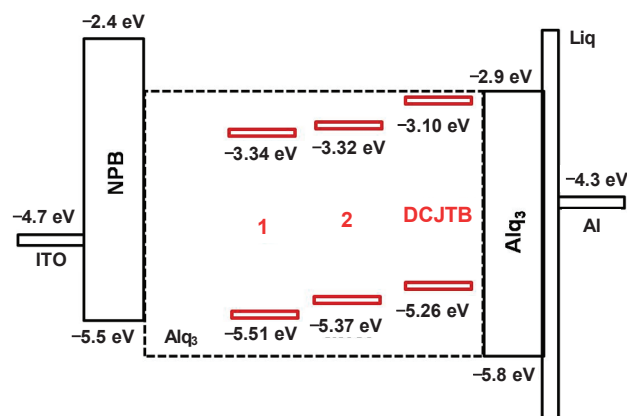 −2.4 eV
Liq
−2.9 eV
−3.10 eV
−3.34 eV
−3.32 eV
NPB
−4.3 eV
−4.7 eV
1
2
DCJTB
Alq₃
Al
ITO
−5.26 eV
−5.5 eV
Alq₃
−5.51 eV
−5.37 eV
−5.8 eV